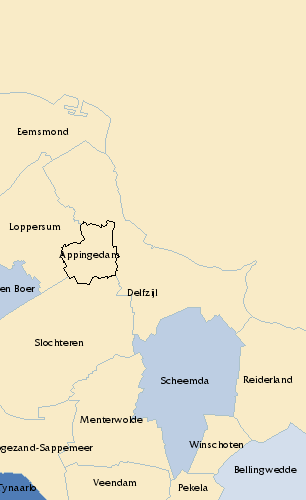 Eemsmond
Loppersum
Appingedam
en Boer
Delfzijl
Slochteren
Scheemda
Reiderland
Menterwolde
gezand-Sappemeer
Winschoten
Bellingwedde
Veendam
Pekela
Tynaarlo